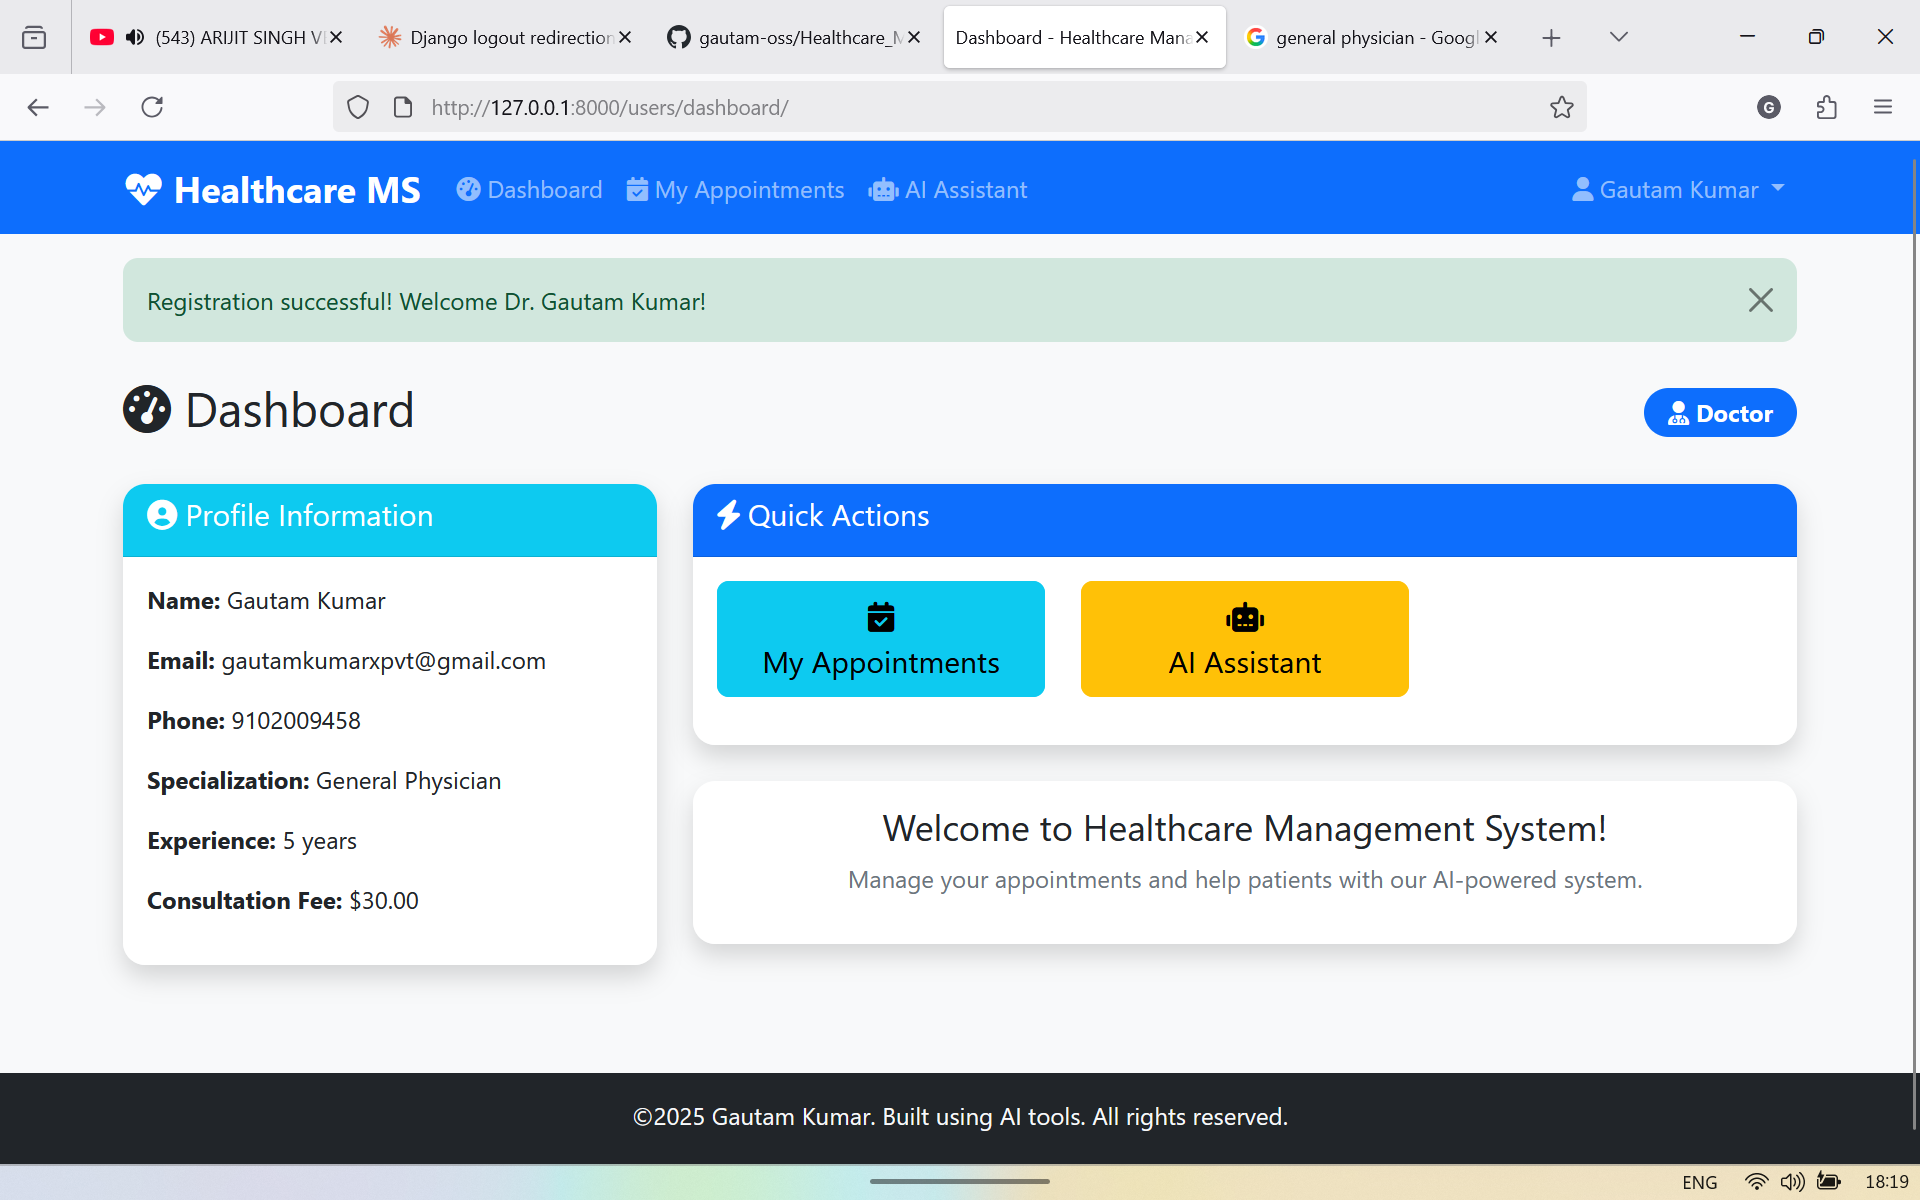 (543) ARIJIT SINGH
Django logout redirection
gautam-oss/Healthcare_M
Dashboard - Healthcare Mana
general physician - Googl
http://127.0.0.1:8000/users/dashboard/
G
Healthcare MS
Dashboard
My Appointments
AI Assistant
Gautam Kumar
Registration successful! Welcome Dr. Gautam Kumar!
Dashboard
Doctor
Profile Information
Name: Gautam Kumar
Email: gautamkumarxpvt@gmail.com
Phone: 9102009458
Specialization: General Physician
Experience: 5 years
Consultation Fee: $30.00
Quick Actions
My Appointments
AI Assistant
Welcome to Healthcare Management System!
Manage your appointments and help patients with our AI-powered system.
©2025 Gautam Kumar. Built using AI tools. All rights reserved.
ENG
18:19